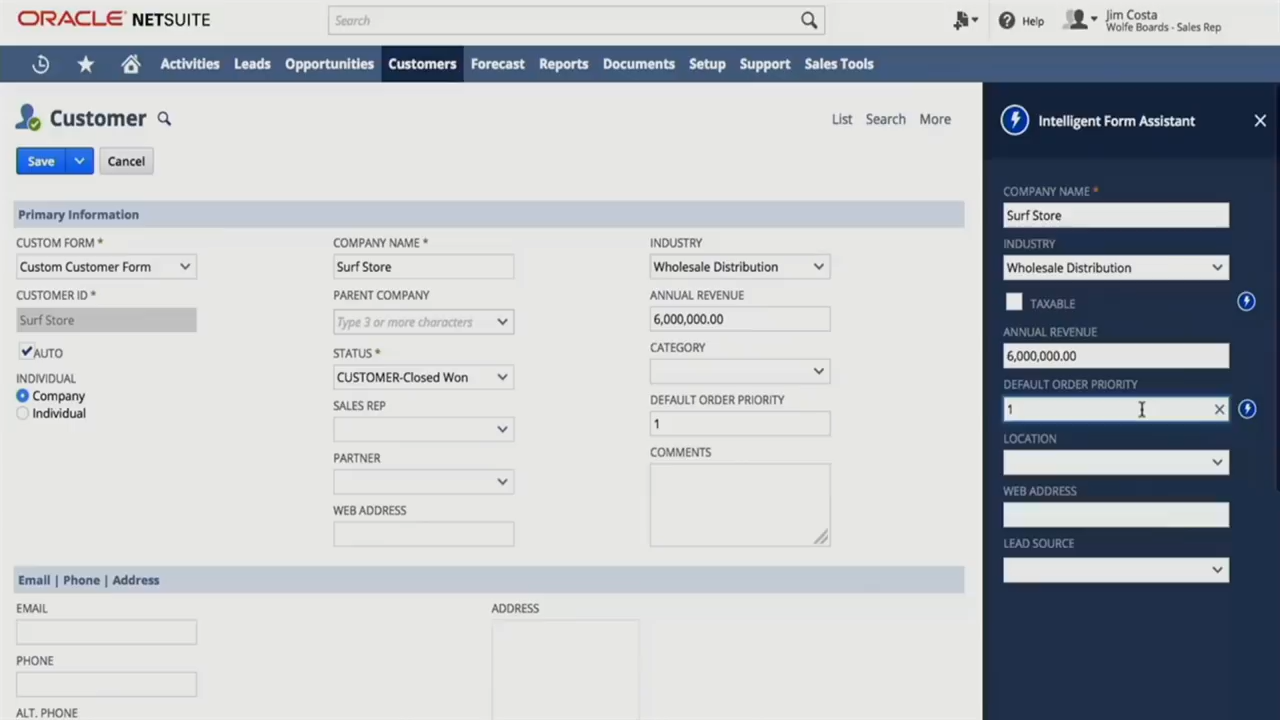 ORACLE NETSUITE
Search
Help
Jim Costa
Wolfe Boards - Sales Rep
Activities Leads Opportunities Customers Forecast Reports Documents Setup Support Sales Tools
Customer
List Search More
Save Cancel
Primary Information
CUSTOM FORM *
Custom Customer Form
CUSTOMER ID *
Surf Store
AUTO
INDIVIDUAL
Company
Individual
COMPANY NAME *
Surf Store
PARENT COMPANY
Type 3 or more characters
STATUS *
CUSTOMER-Closed Won
SALES REP
PARTNER
WEB ADDRESS
INDUSTRY
Wholesale Distribution
ANNUAL REVENUE
6,000,000.00
CATEGORY
DEFAULT ORDER PRIORITY
1
COMMENTS
Email | Phone | Address
EMAIL
PHONE
ALT. PHONE
ADDRESS
Intelligent Form Assistant
COMPANY NAME *
Surf Store
INDUSTRY
Wholesale Distribution
TAXABLE
ANNUAL REVENUE
6,000,000.00
DEFAULT ORDER PRIORITY
1
LOCATION
WEB ADDRESS
LEAD SOURCE